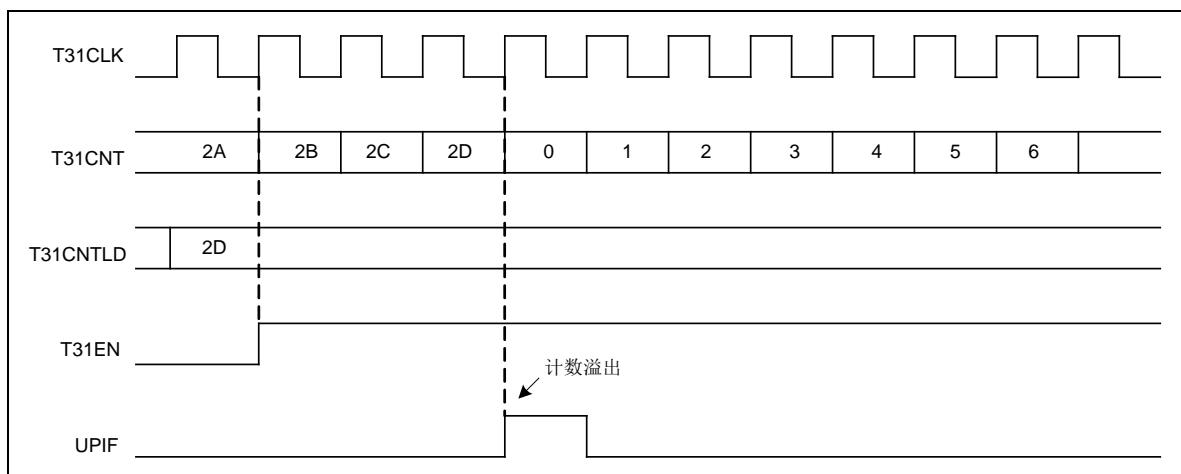 T31CLK
T31CNT 2A 2B 2C 2D 0 1 2 3 4 5 6
T31CNTLD 2D
T31EN
计数溢出
UPIF